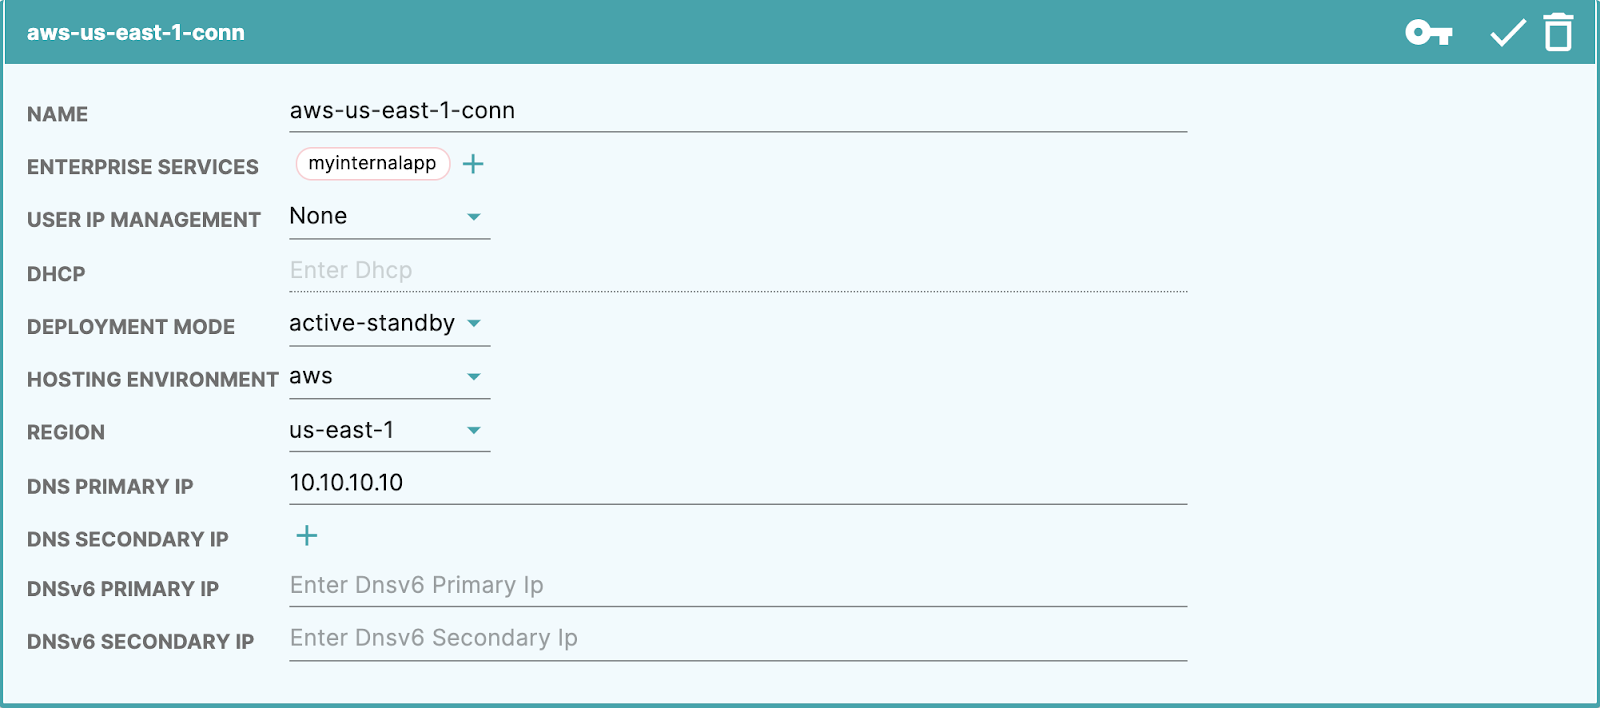 aws-us-east-1-conn
NAME aws-us-east-1-conn
ENTERPRISE SERVICES myinternalapp +
USER IP MANAGEMENT None
DHCP Enter Dhcp
DEPLOYMENT MODE active-standby
HOSTING ENVIRONMENT aws
REGION us-east-1
DNS PRIMARY IP 10.10.10.10
DNS SECONDARY IP +
DNSv6 PRIMARY IP Enter Dnsv6 Primary Ip
DNSv6 SECONDARY IP Enter Dnsv6 Secondary Ip